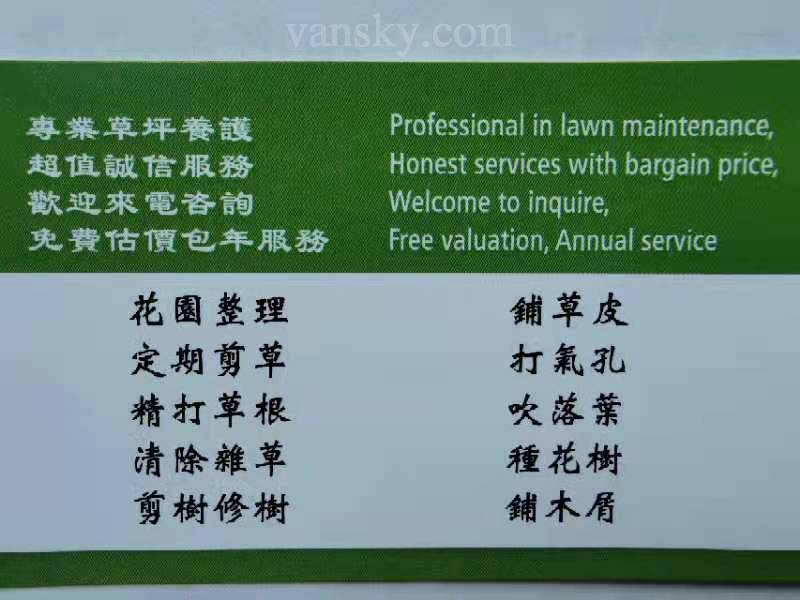 vansky.com
專業草坪養護
超值誠信服務
歡迎來電咨詢
免費估價包年服務
Professional in lawn maintenance,
Honest services with bargain price,
Welcome to inquire,
Free valuation, Annual service
花園整理
定期剪草
精打草根
清除雜草
剪樹修樹
鋪草皮
打氣孔
吹落葉
種花樹
鋪木屑